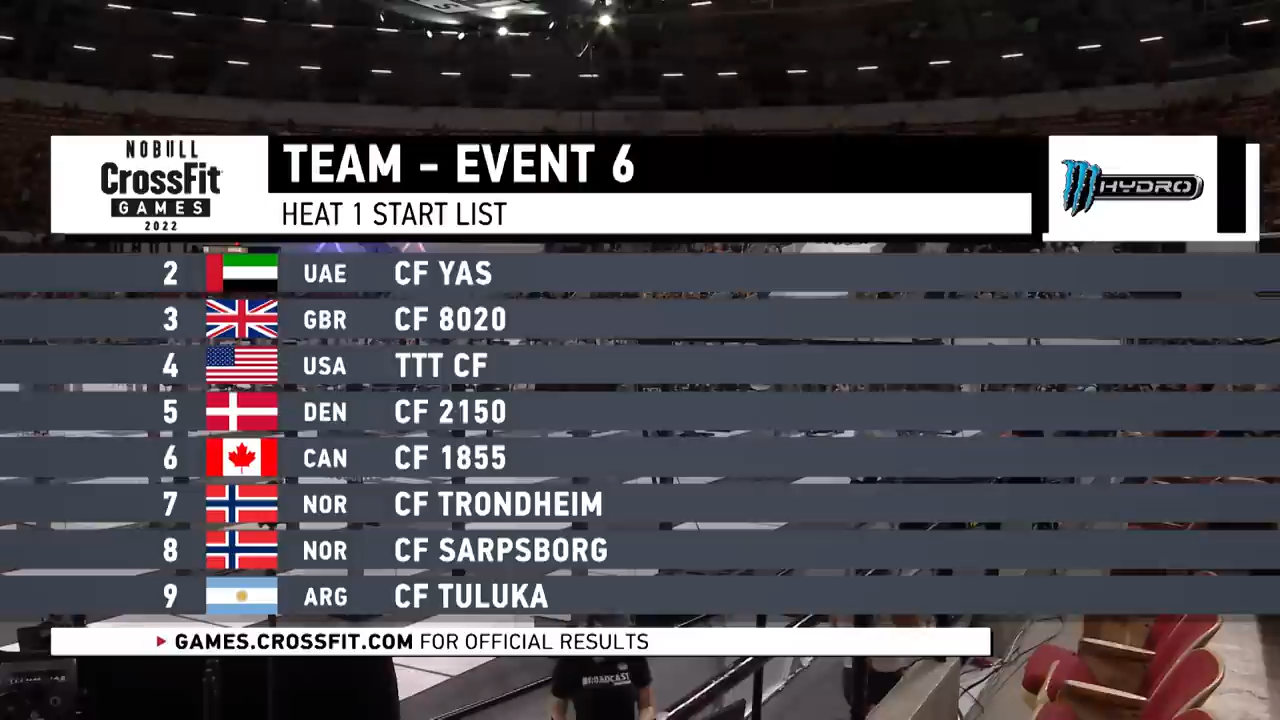 NOBULL
CrossFit
GAMES
2022
TEAM - EVENT 6
HEAT 1 START LIST
HYDRO
2 UAE CF YAS
3 GBR CF 8020
4 USA TTT CF
5 DEN CF 2150
6 CAN CF 1855
7 NOR CF TRONDHEIM
8 NOR CF SARPSBORG
9 ARG CF TULUKA
GAMES.CROSSFIT.COM FOR OFFICIAL RESULTS
BROADCAST